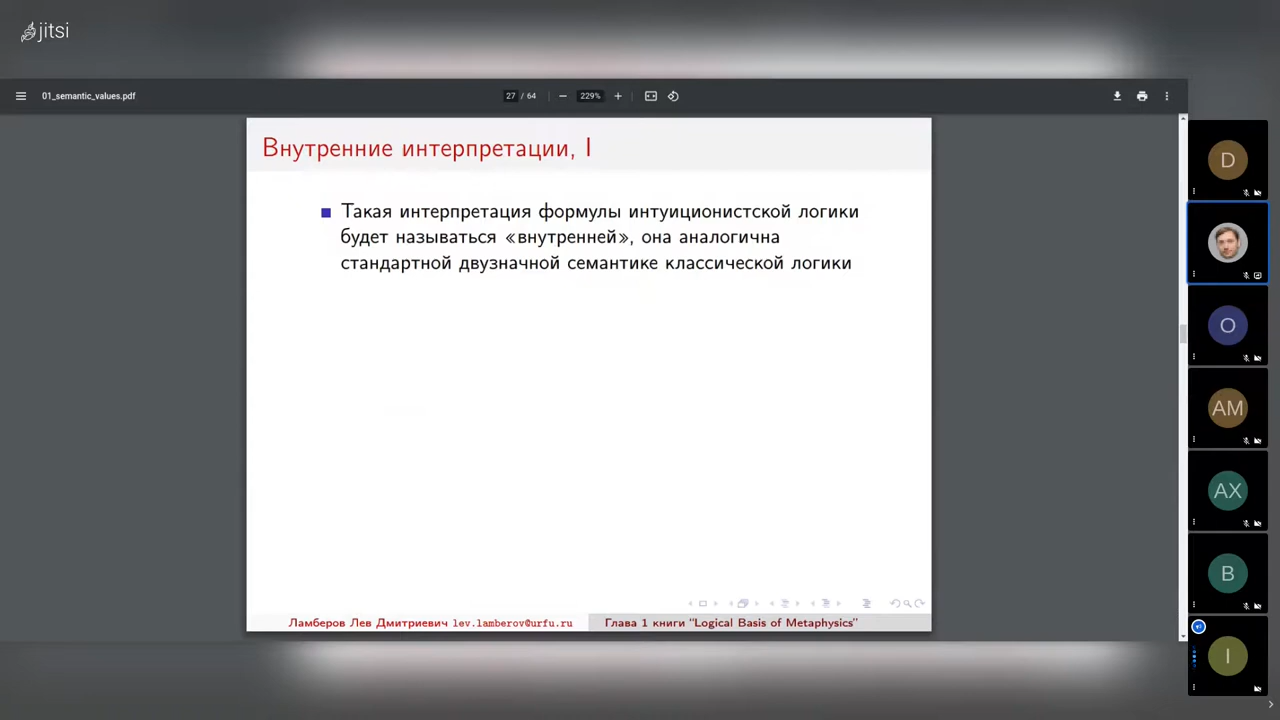 jitsi
01_semantic_values.pdf
27 / 64
229%
Внутренние интерпретации, I
Такая интерпретация формулы интуиционистской логики
будет называться «внутренней», она аналогична
стандартной двузначной семантике классической логики
Ламберов Лев Дмитриевич lev.lamberov@urfu.ru
Глава 1 книги "Logical Basis of Metaphysics"
D
O
AM
AX
B
I